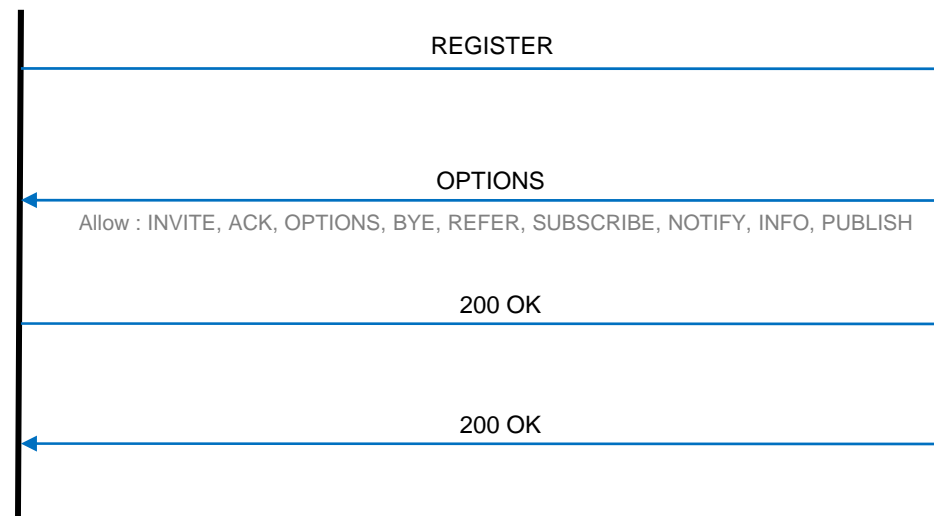 REGISTER
OPTIONS
Allow : INVITE, ACK, OPTIONS, BYE, REFER, SUBSCRIBE, NOTIFY, INFO, PUBLISH
200 OK
200 OK